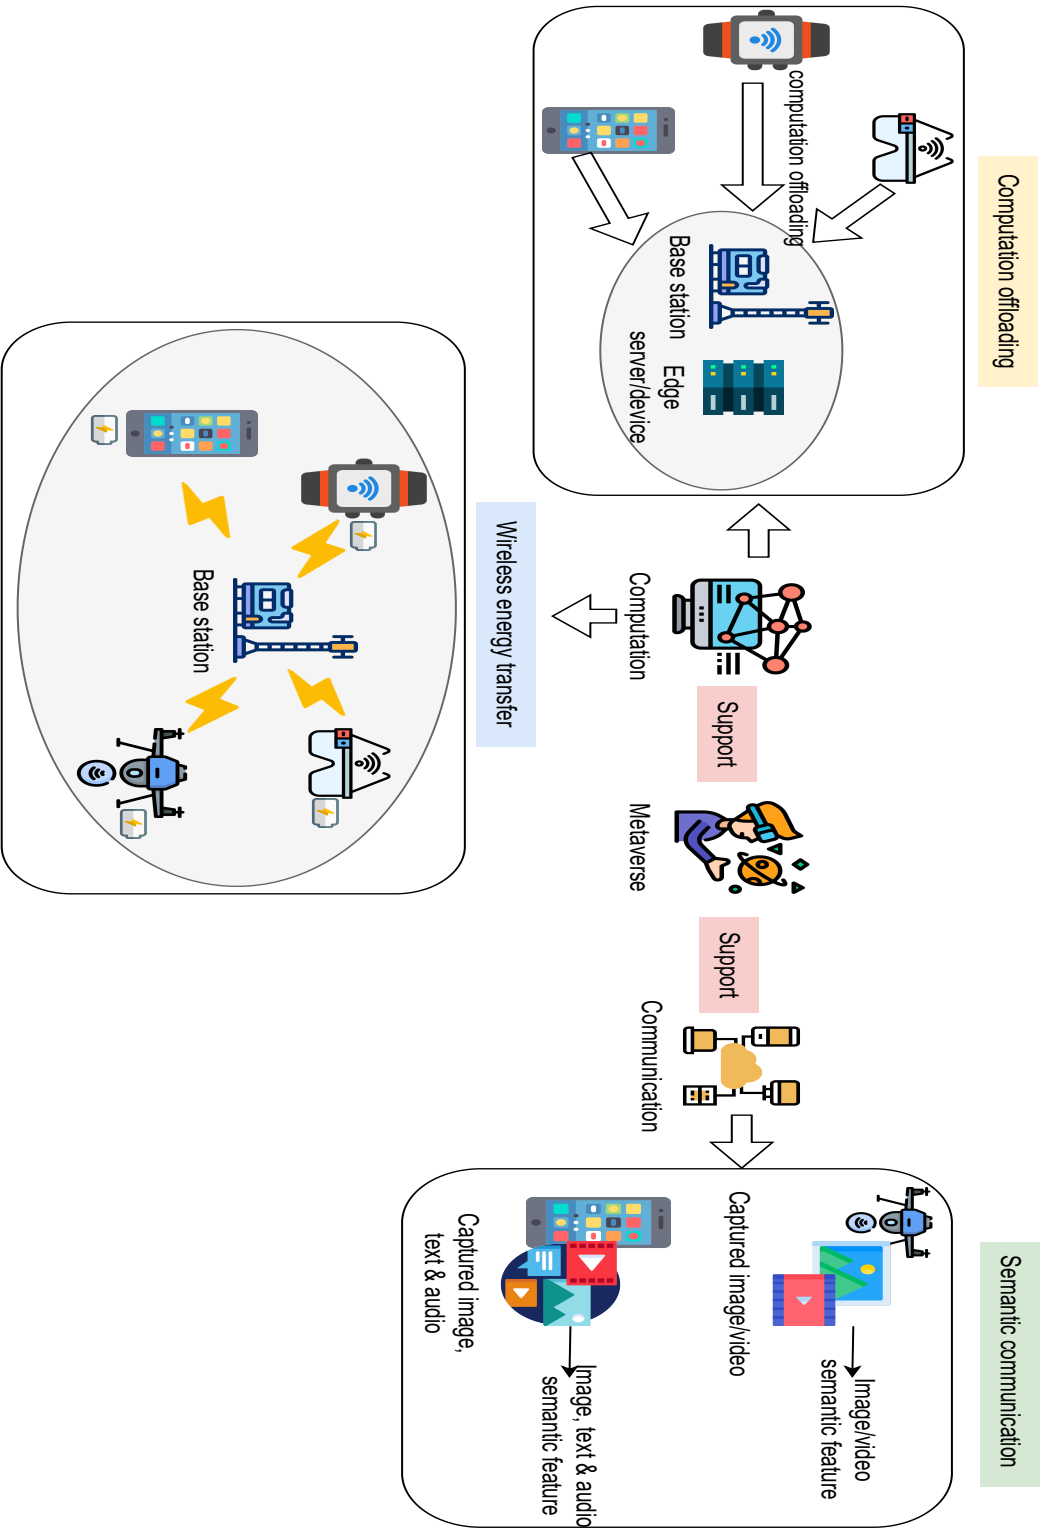 Computation offloading
computation offloading
Base station
Edge
server/device
Computation
Support
Metaverse
Support
Communication
Wireless energy transfer
Base station
Semantic communication
Captured image/video
Image/video
semantic feature
Captured image,
text & audio
Image, text & audio
semantic feature